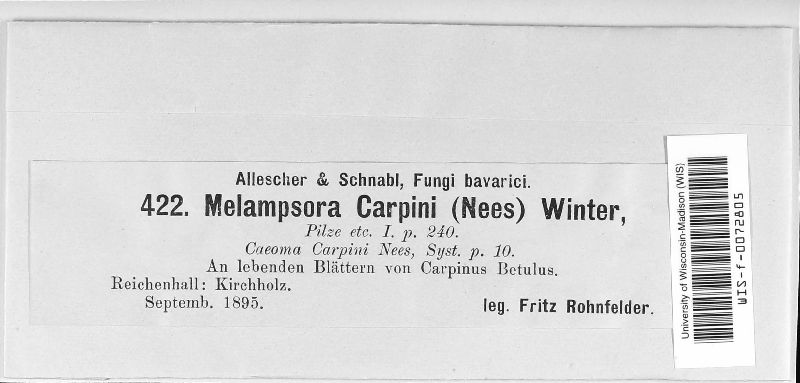 Allescher & Schnabl, Fungi bavarici.
422. Melampsora Carpini (Nees) Winter,
Pilze etc. I. p. 240.
Caeoma Carpini Nees, Syst. p. 10.
An lebenden Blättern von Carpinus Betulus.
Reichenhall: Kirchholz.
Septemb. 1895.
leg. Fritz Rohnfelder.
University of Wisconsin-Madison (WIS)
WIS-f-0072805